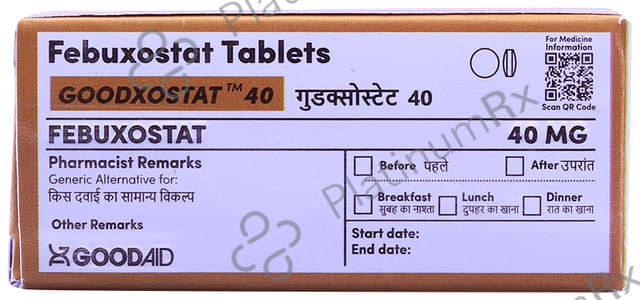 Febuxostat Tablets
GOODXOSTAT™ 40 गुडक्सोस्टेट 40
For Medicine
Information
Scan QR Code
FEBUXOSTAT 40 MG
Pharmacist Remarks
Generic Alternative for:
किस दवाई का सामान्य विकल्प
Other Remarks
GOODAID
Before पहले After उपरांत
Breakfast
सुबह का नाश्ता
Lunch
दुपहर का खाना
Dinner
रात का खाना
Start date:
End date:
PlatinumRx
PlatinumRx